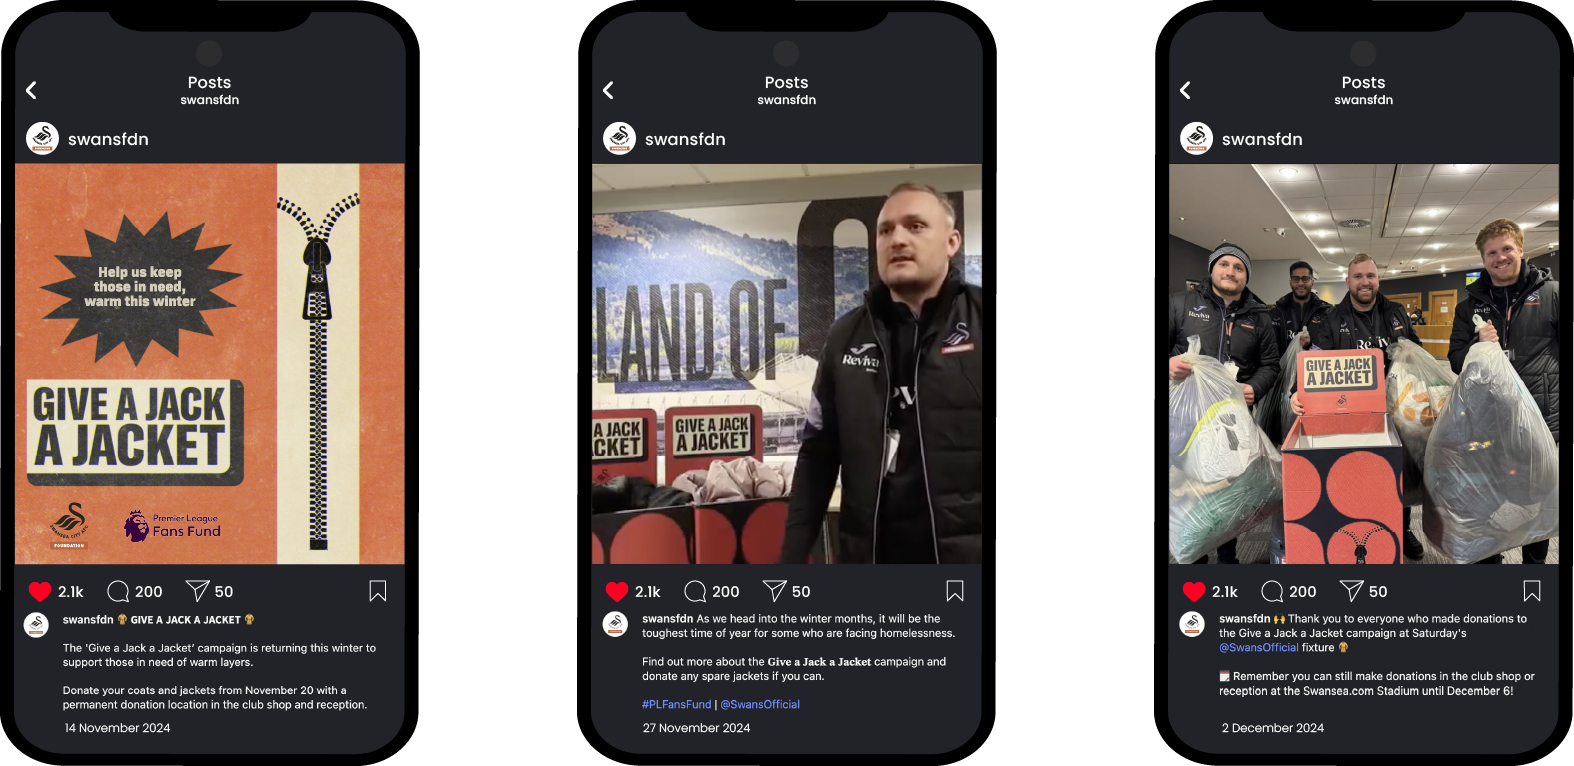 Posts
swansfdn
swansfdn
Help us keep
those in need,
warm this winter
GIVE A JACK
A JACKET
SWANSEA CITY AFC
FOUNDATION
Premier League
Fans Fund
2.1k 200 50
swansfdn 🧥 GIVE A JACK A JACKET 🧥
The 'Give a Jack a Jacket' campaign is returning this winter to
support those in need of warm layers.
Donate your coats and jackets from November 20 with a
permanent donation location in the club shop and reception.
14 November 2024
Posts
swansfdn
swansfdn
LAND OF
Reviva
A JACK
CKET
GIVE A JACK
A JACKET
2.1k 200 50
swansfdn As we head into the winter months, it will be the
toughest time of year for some who are facing homelessness.
Find out more about the Give a Jack a Jacket campaign and
donate any spare jackets if you can.
#PLFansFund | @SwansOfficial
27 November 2024
Posts
swansfdn
swansfdn
Reviva
Reviva
Reviva
GIVE A JACK
A JACKET
2.1k 200 50
swansfdn 🙌 Thank you to everyone who made donations to
the Give a Jack a Jacket campaign at Saturday's
@SwansOfficial fixture 🧥
🗓️ Remember you can still make donations in the club shop or
reception at the Swansea.com Stadium until December 6!
2 December 2024